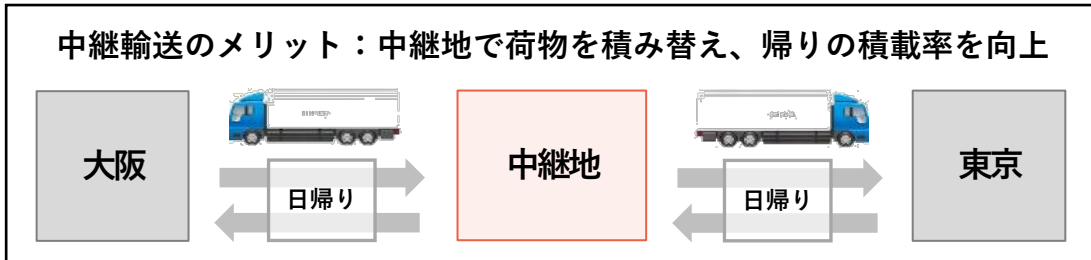 中継輸送のメリット：中継地で荷物を積み替え、帰りの積載率を向上
大阪
日帰り
中継地
日帰り
東京